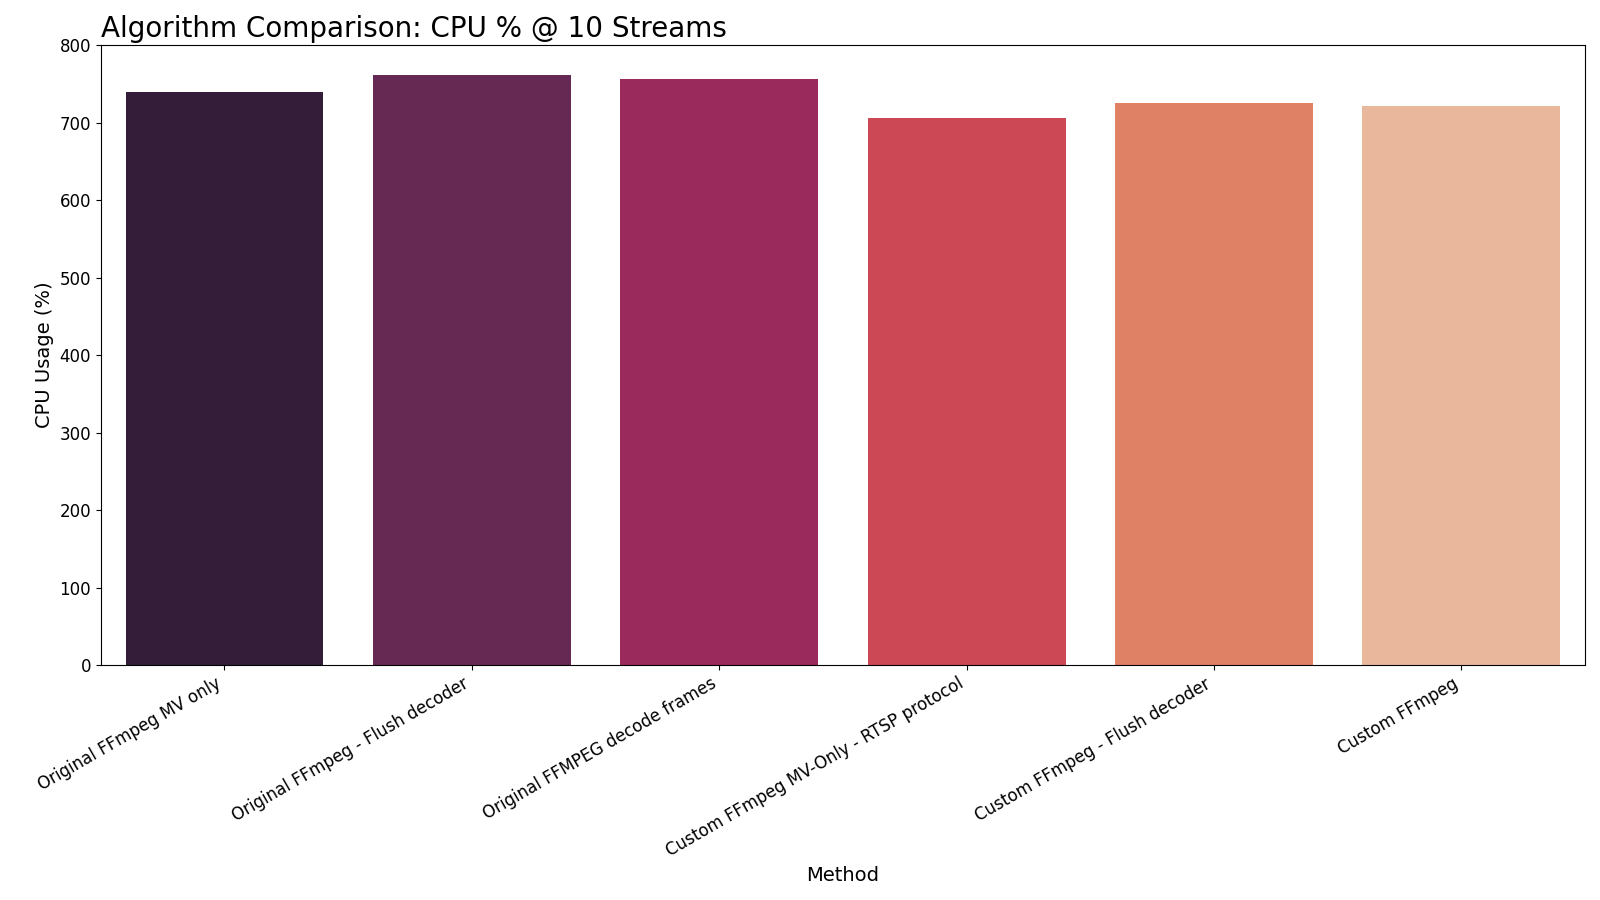 Algorithm Comparison: CPU % @ 10 Streams
800
700
600
500
400
300
200
100
0
CPU Usage (%)
Original FFmpeg MV only
Original FFmpeg - Flush decoder
Original FFMPEG decode frames
Custom FFmpeg MV-Only - RTSP protocol
Custom FFmpeg - Flush decoder
Custom FFmpeg
Method